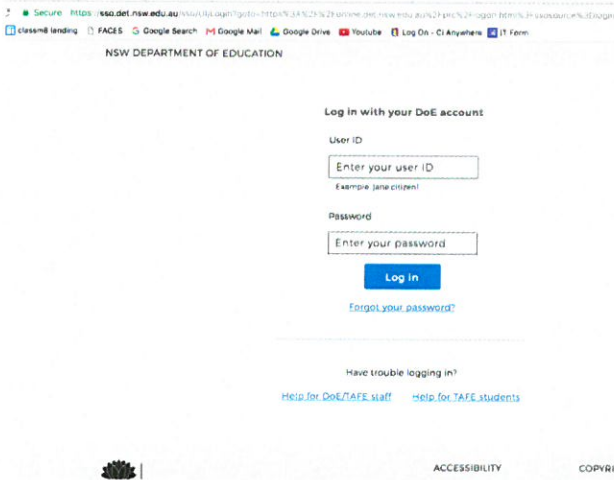 Secure https://sso.det.nsw.edu.au
classm8 landing FACES Google Search Google Mail Google Drive Youtube Log On - Ci Anywhere IT Form
NSW DEPARTMENT OF EDUCATION
Log in with your DoE account
User ID
Enter your user ID
Example: jane.citizen1
Password
Enter your password
Log in
Forgot your password?
Have trouble logging in?
Help for DoE/TAFE staff Help for TAFE students
ACCESSIBILITY COPYRI